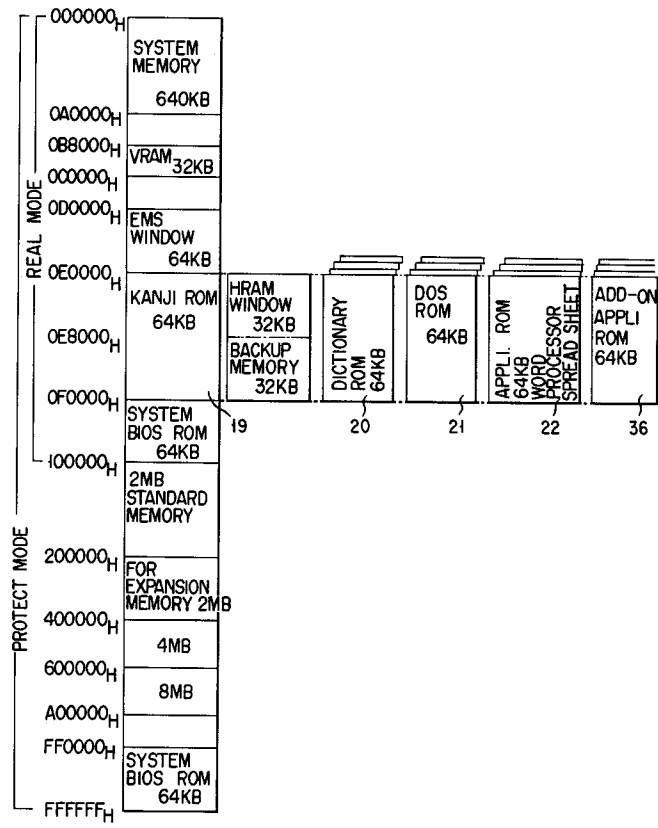 000000H
SYSTEM
MEMORY
640KB
0A0000H
0B8000H
VRAM 32KB
0C0000H
0D0000H
EMS
WINDOW
64KB
0E0000H
KANJI ROM
64KB
0E8000H
0F0000H
SYSTEM
BIOS ROM
64KB
100000H
2MB
STANDARD
MEMORY
200000H
FOR
EXPANSION
MEMORY 2MB
400000H
4MB
600000H
8MB
A00000H
FF0000H
SYSTEM
BIOS ROM
64KB
FFFFFFH
REAL MODE
PROTECT MODE
HRAM
WINDOW
32KB
BACKUP
MEMORY
32KB
19
DICTIONARY
ROM 64KB
20
DOS
ROM
64KB
21
APPLI. ROM
64KB
WORD
PROCESSOR
SPREAD SHEET
22
ADD-ON
APPLI
ROM
64KB
36